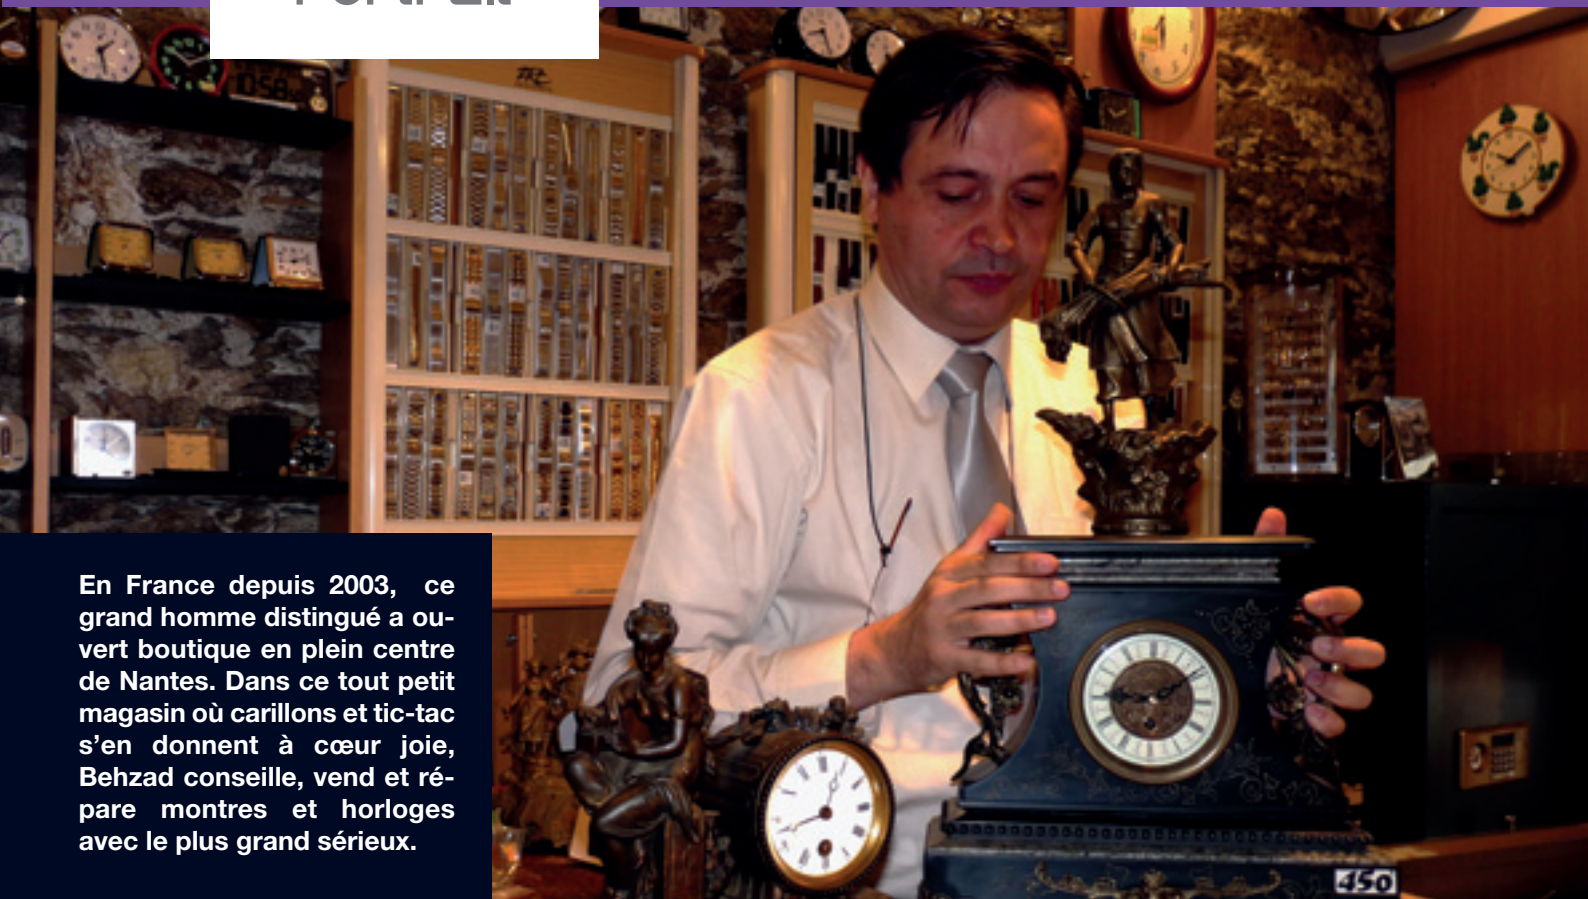 10:58
En France depuis 2003, ce
grand homme distingué a ou-
vert boutique en plein centre
de Nantes. Dans ce tout petit
magasin où carillons et tic-tac
s’en donnent à cœur joie,
Behzad conseille, vend et ré-
pare montres et horloges
avec le plus grand sérieux.
450